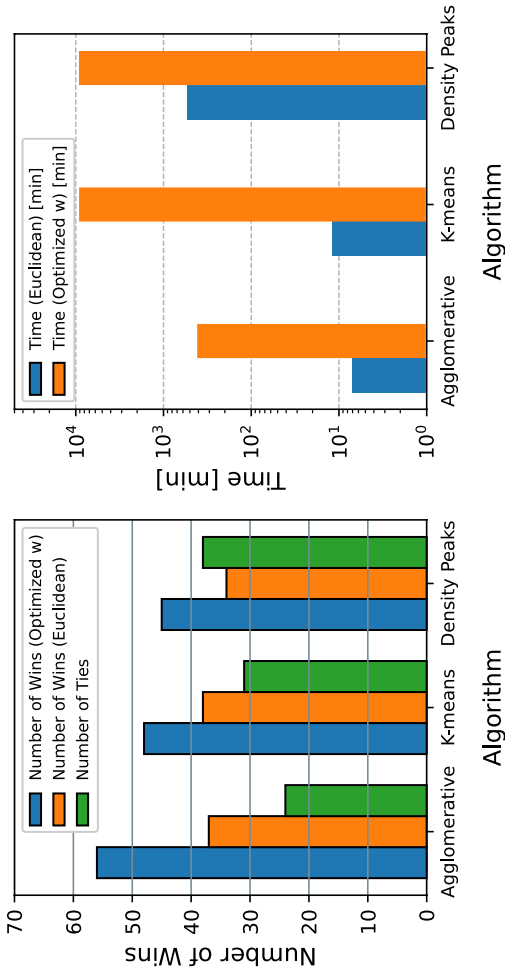 Number of Wins
70
60
50
40
30
20
10
0
Number of Wins (Optimized w)
Number of Wins (Euclidean)
Number of Ties
Agglomerative
K-means
Density Peaks
Algorithm
Time [min]
10^4
10^3
10^2
10^1
10^0
Time (Euclidean) [min]
Time (Optimized w) [min]
Agglomerative
K-means
Density Peaks
Algorithm